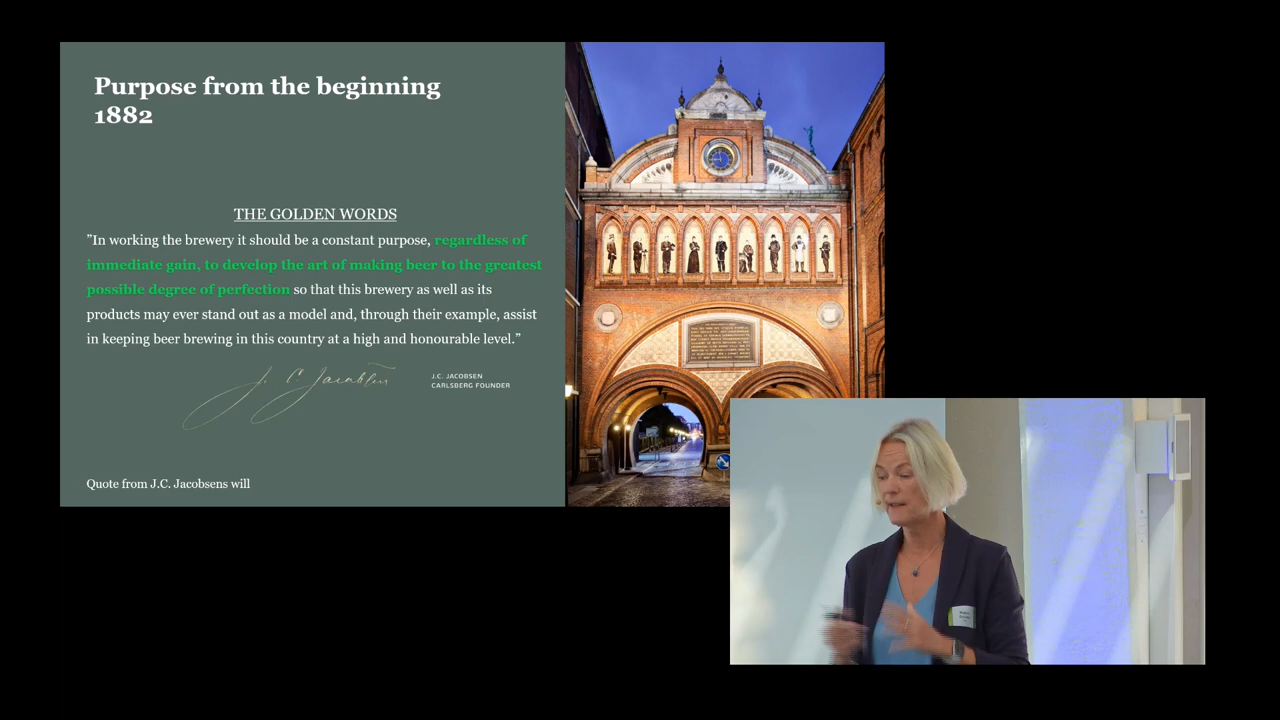 Purpose from the beginning
1882
THE GOLDEN WORDS
”In working the brewery it should be a constant purpose, regardless of
immediate gain, to develop the art of making beer to the greatest
possible degree of perfection so that this brewery as well as its
products may ever stand out as a model and, through their example, assist
in keeping beer brewing in this country at a high and honourable level.”
J. C. Jacobsen
J.C. JACOBSEN
CARLSBERG FOUNDER
Quote from J.C. Jacobsens will